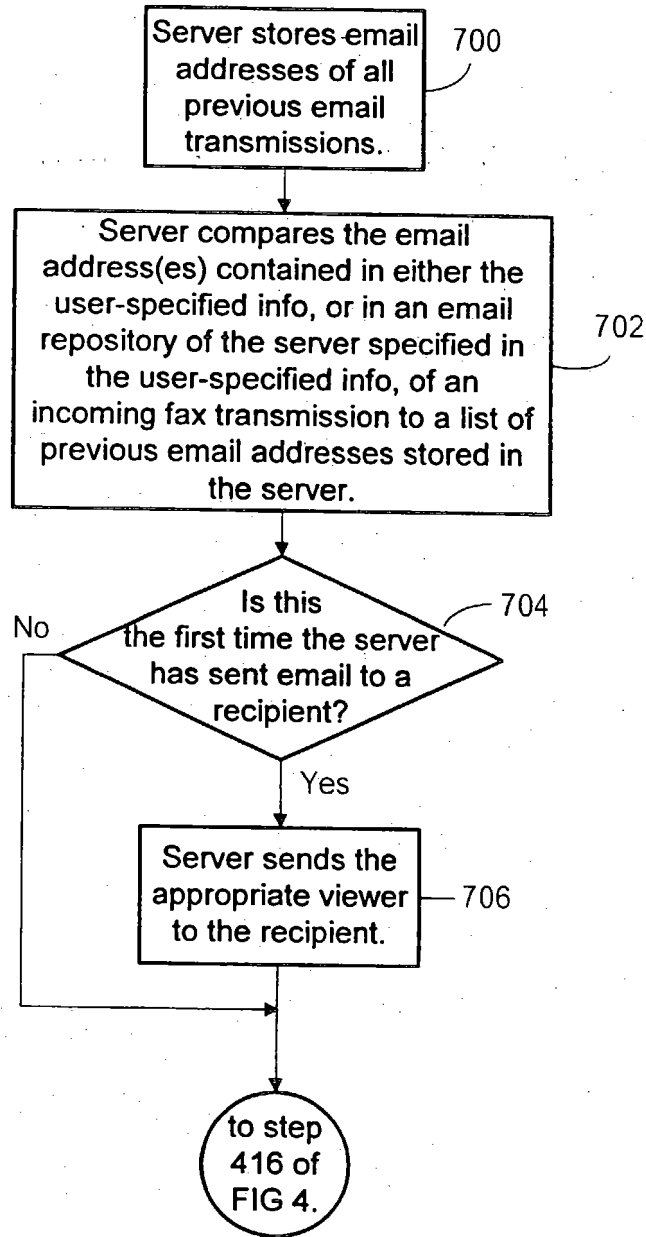 Server stores email
addresses of all
previous email
transmissions.
700
Server compares the email
address(es) contained in either the
user-specified info, or in an email
repository of the server specified in
the user-specified info, of an
incoming fax transmission to a list of
previous email addresses stored in
the server.
702
Is this
the first time the server
has sent email to a
recipient?
704
No
Yes
Server sends the
appropriate viewer
to the recipient.
706
to step
416 of
FIG 4.